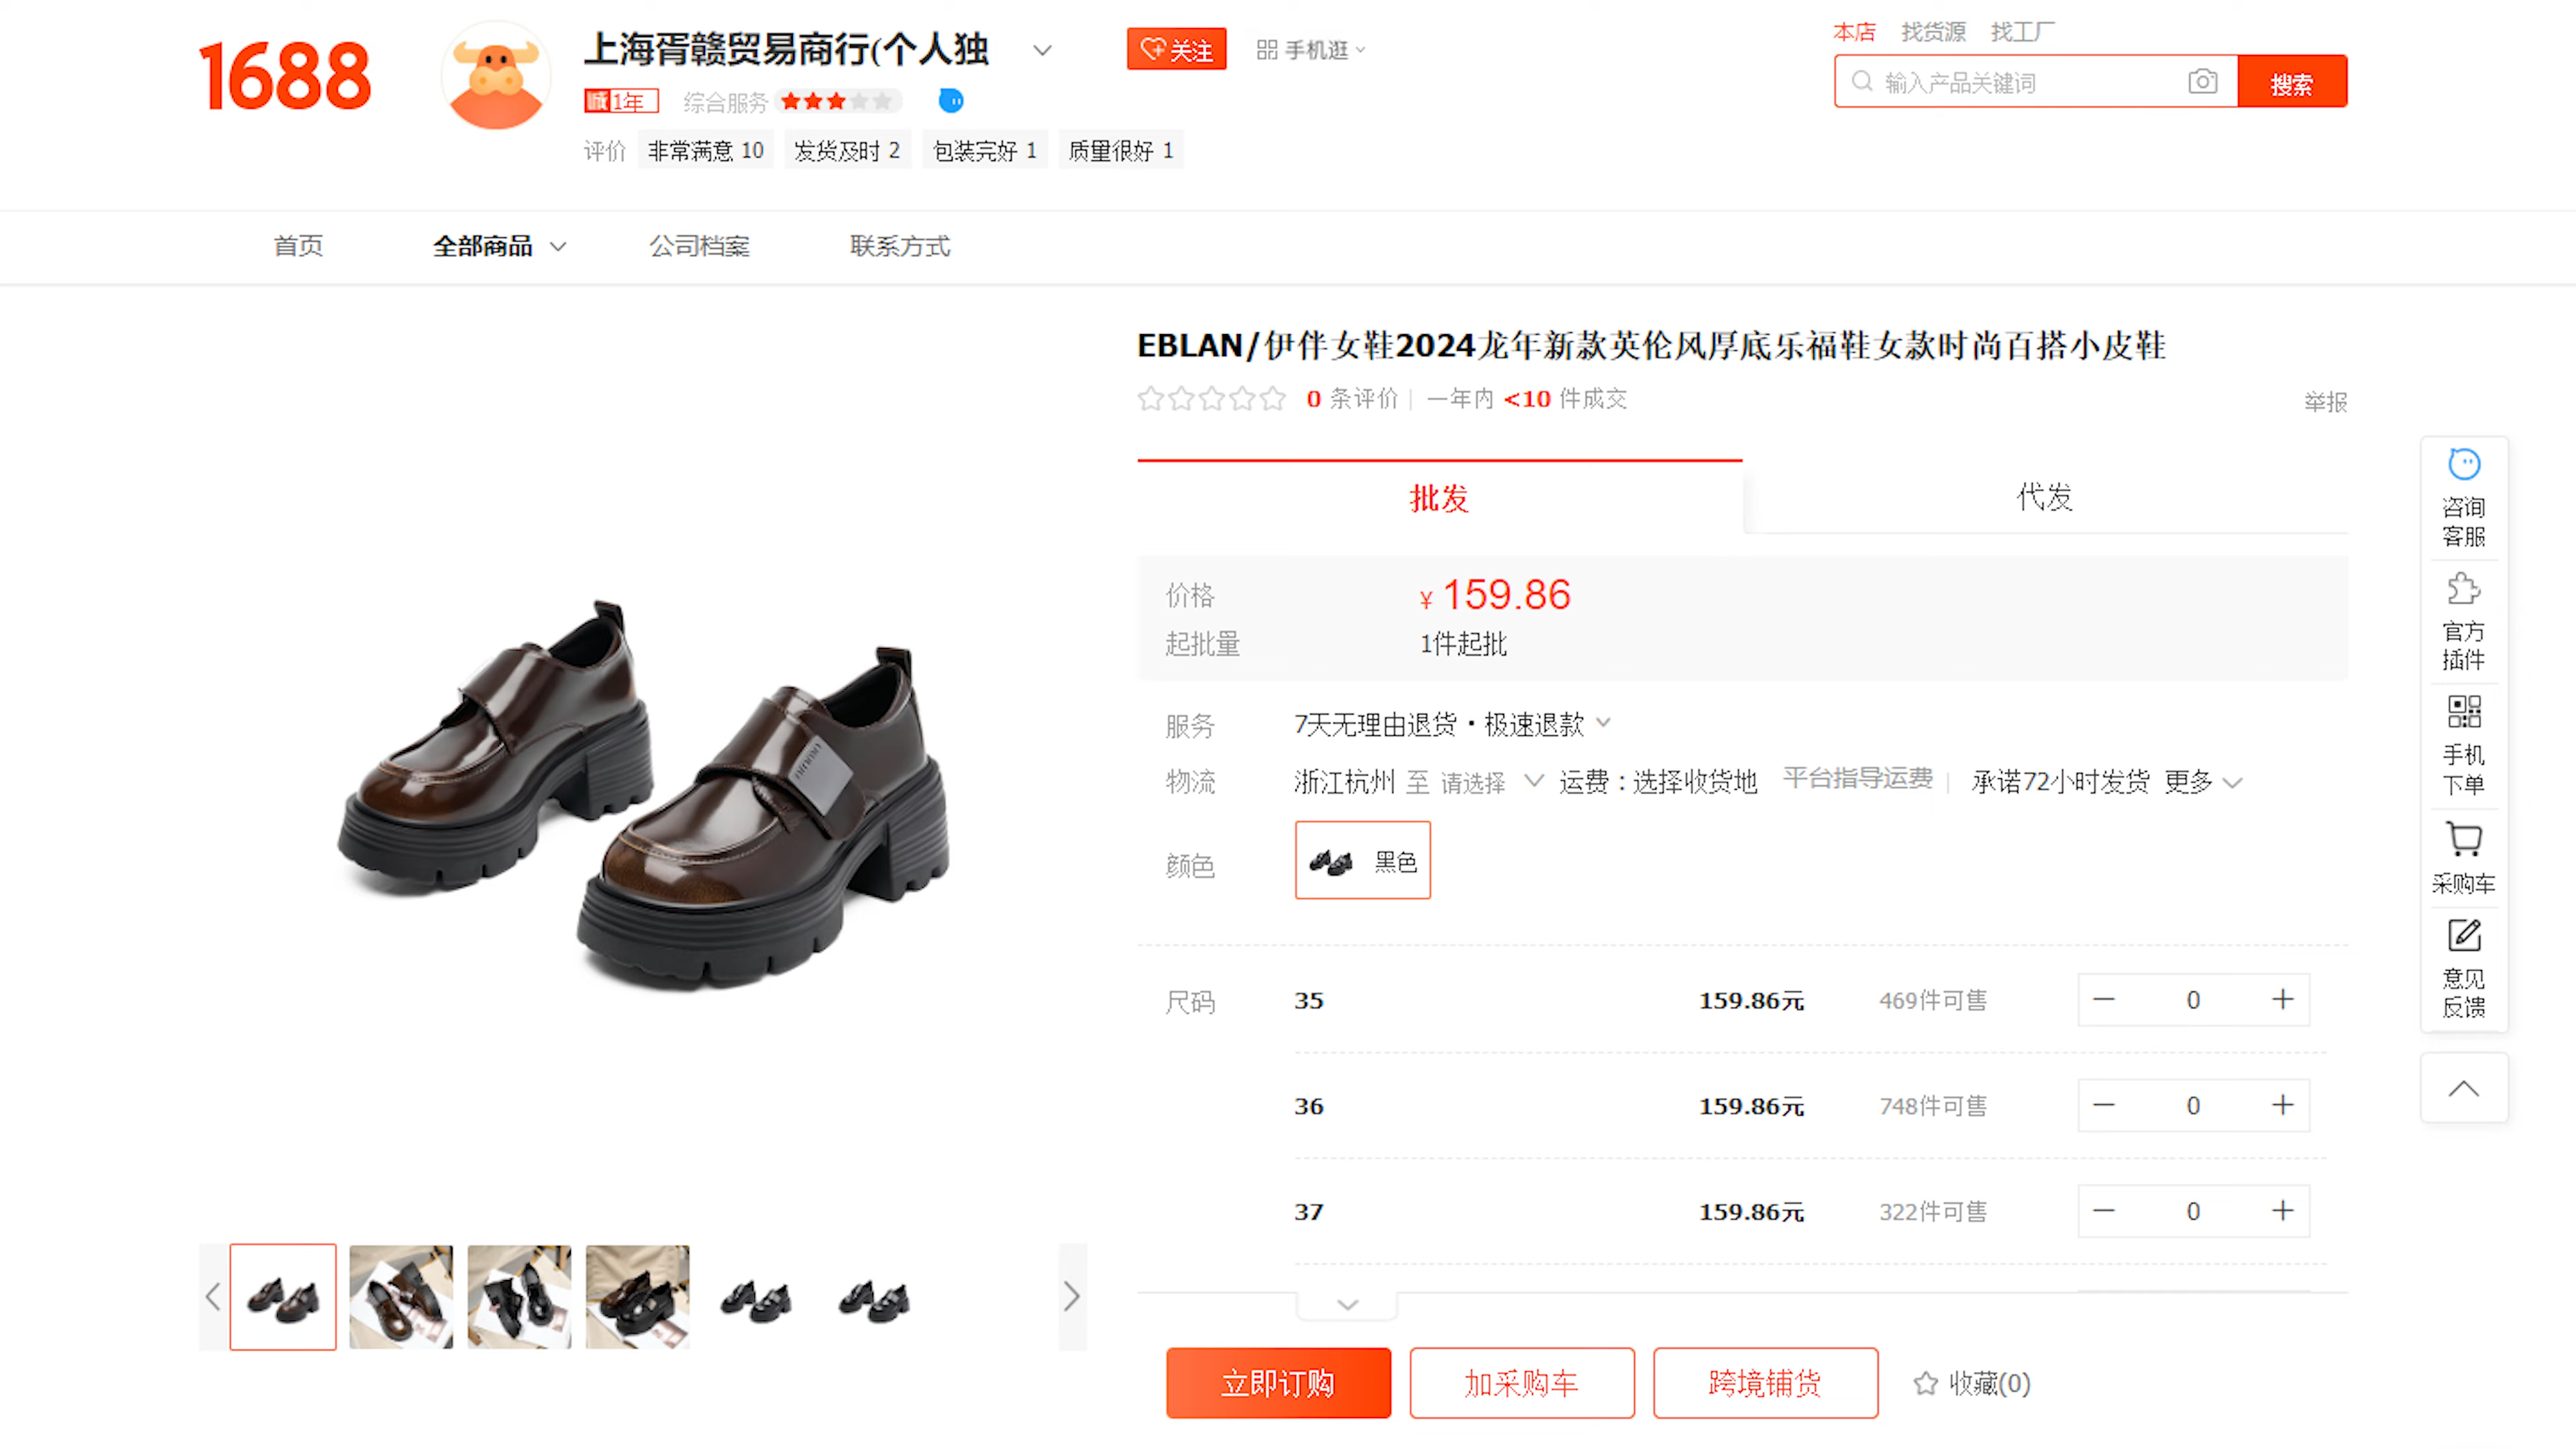 1688
上海胥赣贸易商行(个人独
关注
手机逛
本店 找货源 找工厂
输入产品关键词
搜索
诚 1年 综合服务
评价 非常满意 10 发货及时 2 包装完好 1 质量很好 1
首页 全部商品 公司档案 联系方式
EBLAN/伊伴女鞋2024龙年新款英伦风厚底乐福鞋女款时尚百搭小皮鞋
0 条评价 一年内 <10 件成交
举报
批发 代发
价格 ¥ 159.86
起批量 1件起批
服务 7天无理由退货·极速退款
物流 浙江杭州 至 请选择 运费:选择收货地 平台指导运费 承诺72小时发货 更多
颜色 黑色
尺码 35 159.86元 469件可售 0
36 159.86元 748件可售 0
37 159.86元 322件可售 0
立即订购 加采购车 跨境铺货 收藏(0)
咨询
客服
官方
插件
手机
下单
采购车
意见
反馈